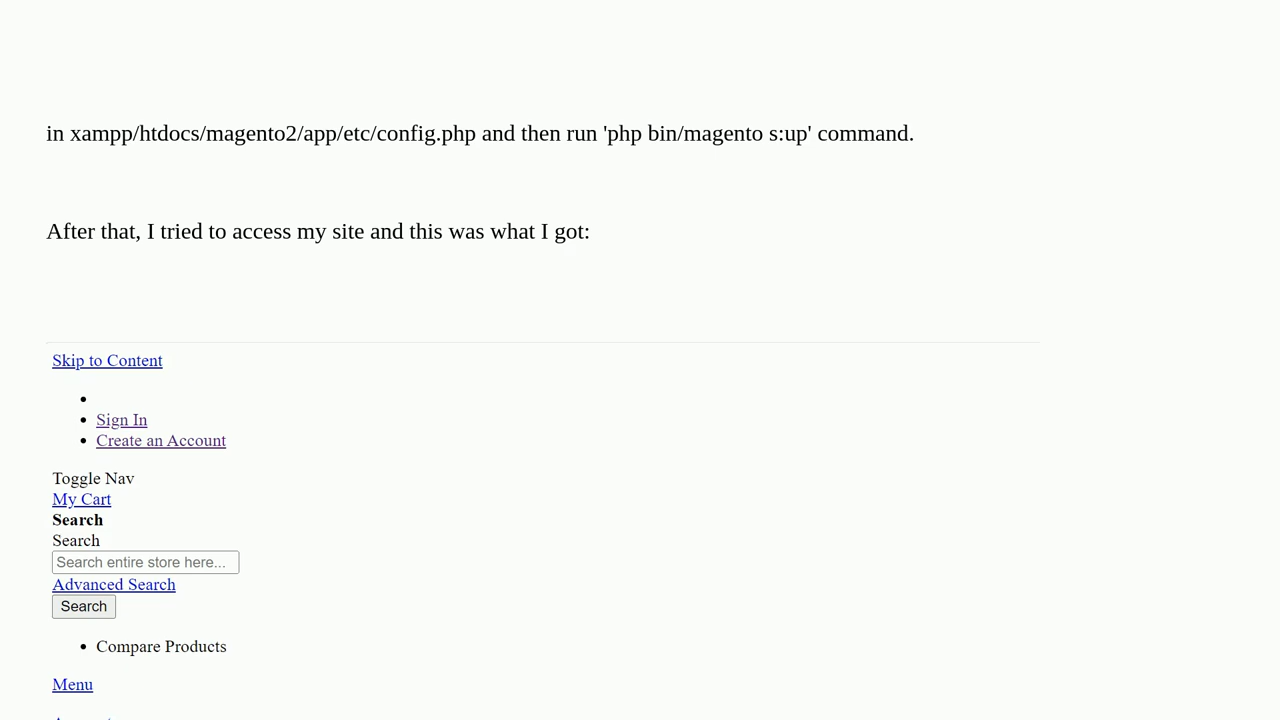 in xampp/htdocs/magento2/app/etc/config.php and then run 'php bin/magento s:up' command.
After that, I tried to access my site and this was what I got:
Skip to Content
Sign In
Create an Account
Toggle Nav
My Cart
Search
Search
Search entire store here...
Advanced Search
Search
Compare Products
Menu